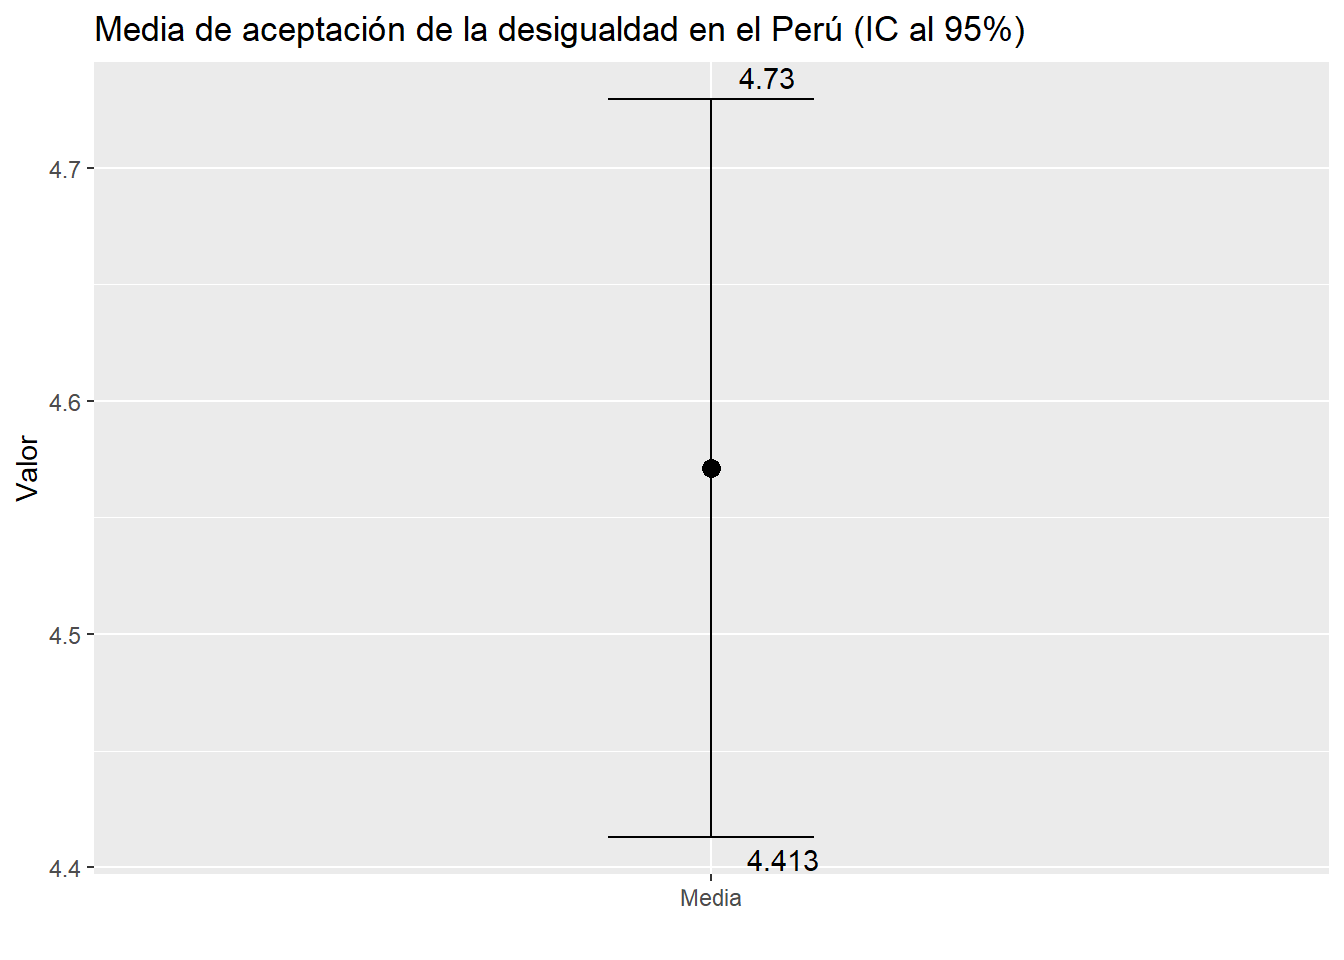 Media de aceptación de la desigualdad en el Perú (IC al 95%)
4.73
4.7
4.6
Valor
4.5
4.413
4.4
Media